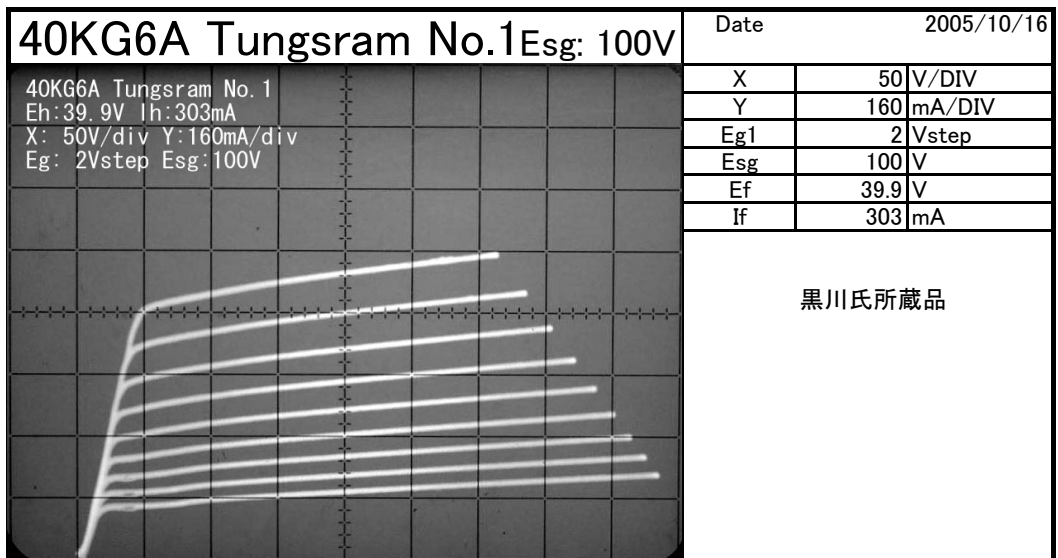 40KG6A Tungsram No.1 Esg: 100V
Date 2005/10/16
40KG6A Tungsram No.1
Eh:39.9V Ih:303mA
X: 50V/div Y:160mA/div
Eg: 2Vstep Esg:100V
X 50 V/DIV
Y 160 mA/DIV
Eg1 2 Vstep
Esg 100 V
Ef 39.9 V
If 303 mA
黒川氏所蔵品